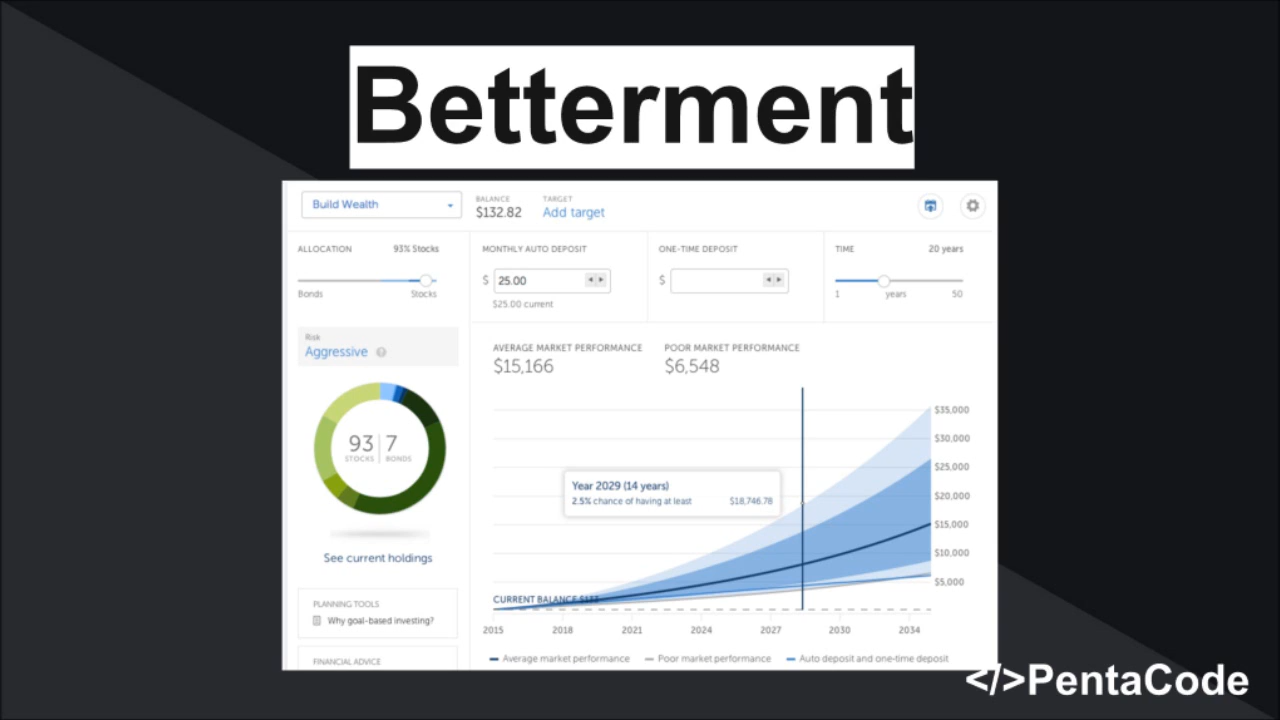 Betterment
Build Wealth
BALANCE
$132.82
TARGET
Add target
ALLOCATION 93% Stocks
Bonds Stocks
MONTHLY AUTO DEPOSIT
$ 25.00
$25.00 current
ONE-TIME DEPOSIT
$
TIME 20 years
1 years 50
Risk
Aggressive ?
93 7
STOCKS BONDS
See current holdings
PLANNING TOOLS
Why goal-based investing?
FINANCIAL ADVICE
AVERAGE MARKET PERFORMANCE
$15,166
POOR MARKET PERFORMANCE
$6,548
Year 2029 (14 years)
2.5% chance of having at least $18,746.78
$35,000
$30,000
$25,000
$20,000
$15,000
$10,000
$5,000
CURRENT BALANCE
2015 2018 2021 2024 2027 2030 2034
Average market performance Poor market performance Auto deposit and one-time deposit
</>PentaCode